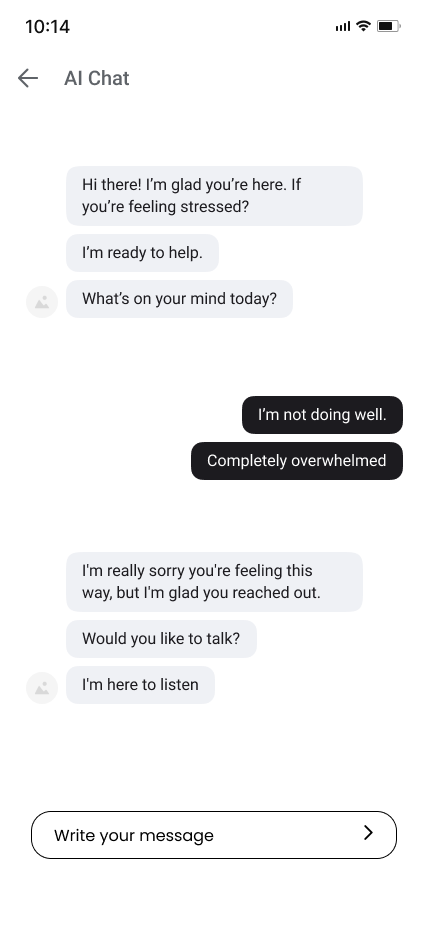 10:14
AI Chat
Hi there! I’m glad you’re here. If
you’re feeling stressed?
I’m ready to help.
What’s on your mind today?
I’m not doing well.
Completely overwhelmed
I'm really sorry you're feeling this
way, but I'm glad you reached out.
Would you like to talk?
I'm here to listen
Write your message